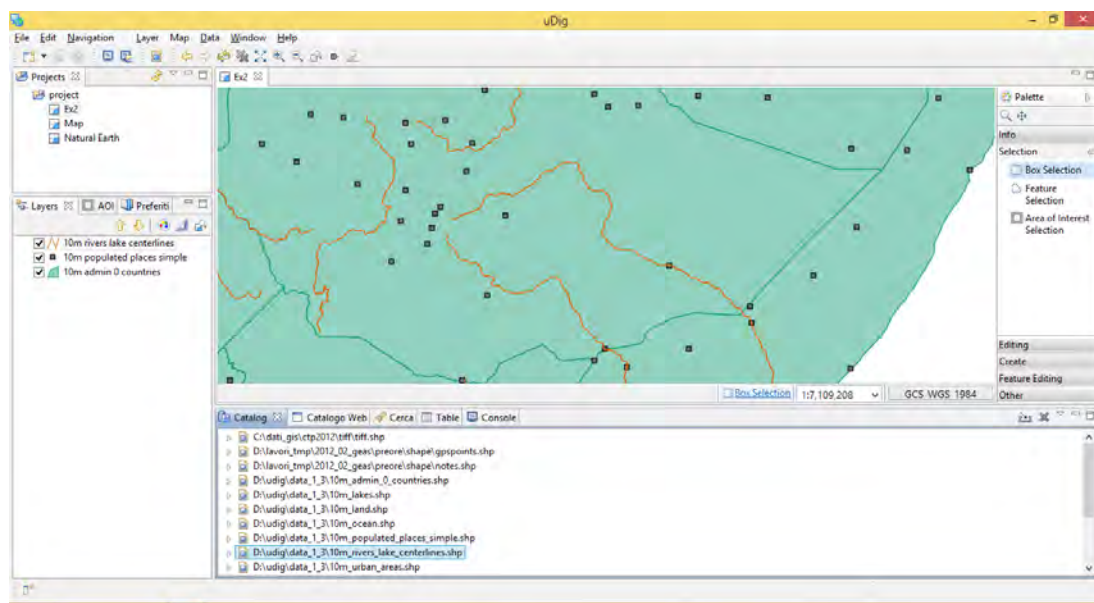 uDig
File Edit Navigation Layer Map Data Window Help
Projects
project
Ex2
Map
Natural Earth
Layers AOI Preferiti
10m rivers lake centerlines
10m populated places simple
10m admin 0 countries
Ex2
Palette
Info
Selection
Box Selection
Feature
Selection
Area of Interest
Selection
Editing
Create
Feature Editing
Other
Box Selection 1:7,109,208 GCS_WGS_1984
Catalog Catalogo Web Cerca Table Console
C:\dati_gis\ctp2012\tiff\tiff.shp
D:\lavori_tmp\2012_02_geas\preore\shape\gpspoints.shp
D:\lavori_tmp\2012_02_geas\preore\shape\notes.shp
D:\udig\data_1_3\10m_admin_0_countries.shp
D:\udig\data_1_3\10m_lakes.shp
D:\udig\data_1_3\10m_land.shp
D:\udig\data_1_3\10m_ocean.shp
D:\udig\data_1_3\10m_populated_places_simple.shp
D:\udig\data_1_3\10m_rivers_lake_centerlines.shp
D:\udig\data_1_3\10m_urban_areas.shp